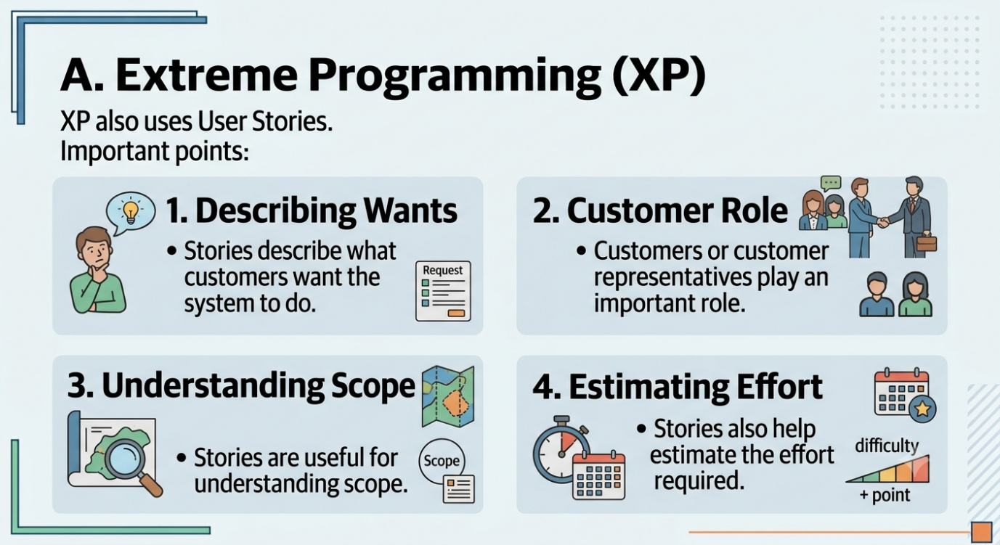 A. Extreme Programming (XP)
XP also uses User Stories.
Important points:
1. Describing Wants
• Stories describe what
customers want the
system to do.
Request
2. Customer Role
• Customers or customer
representatives play an
important role.
3. Understanding Scope
• Stories are useful for
understanding scope.
Scope
4. Estimating Effort
• Stories also help
estimate the effort
required.
difficulty
+ point